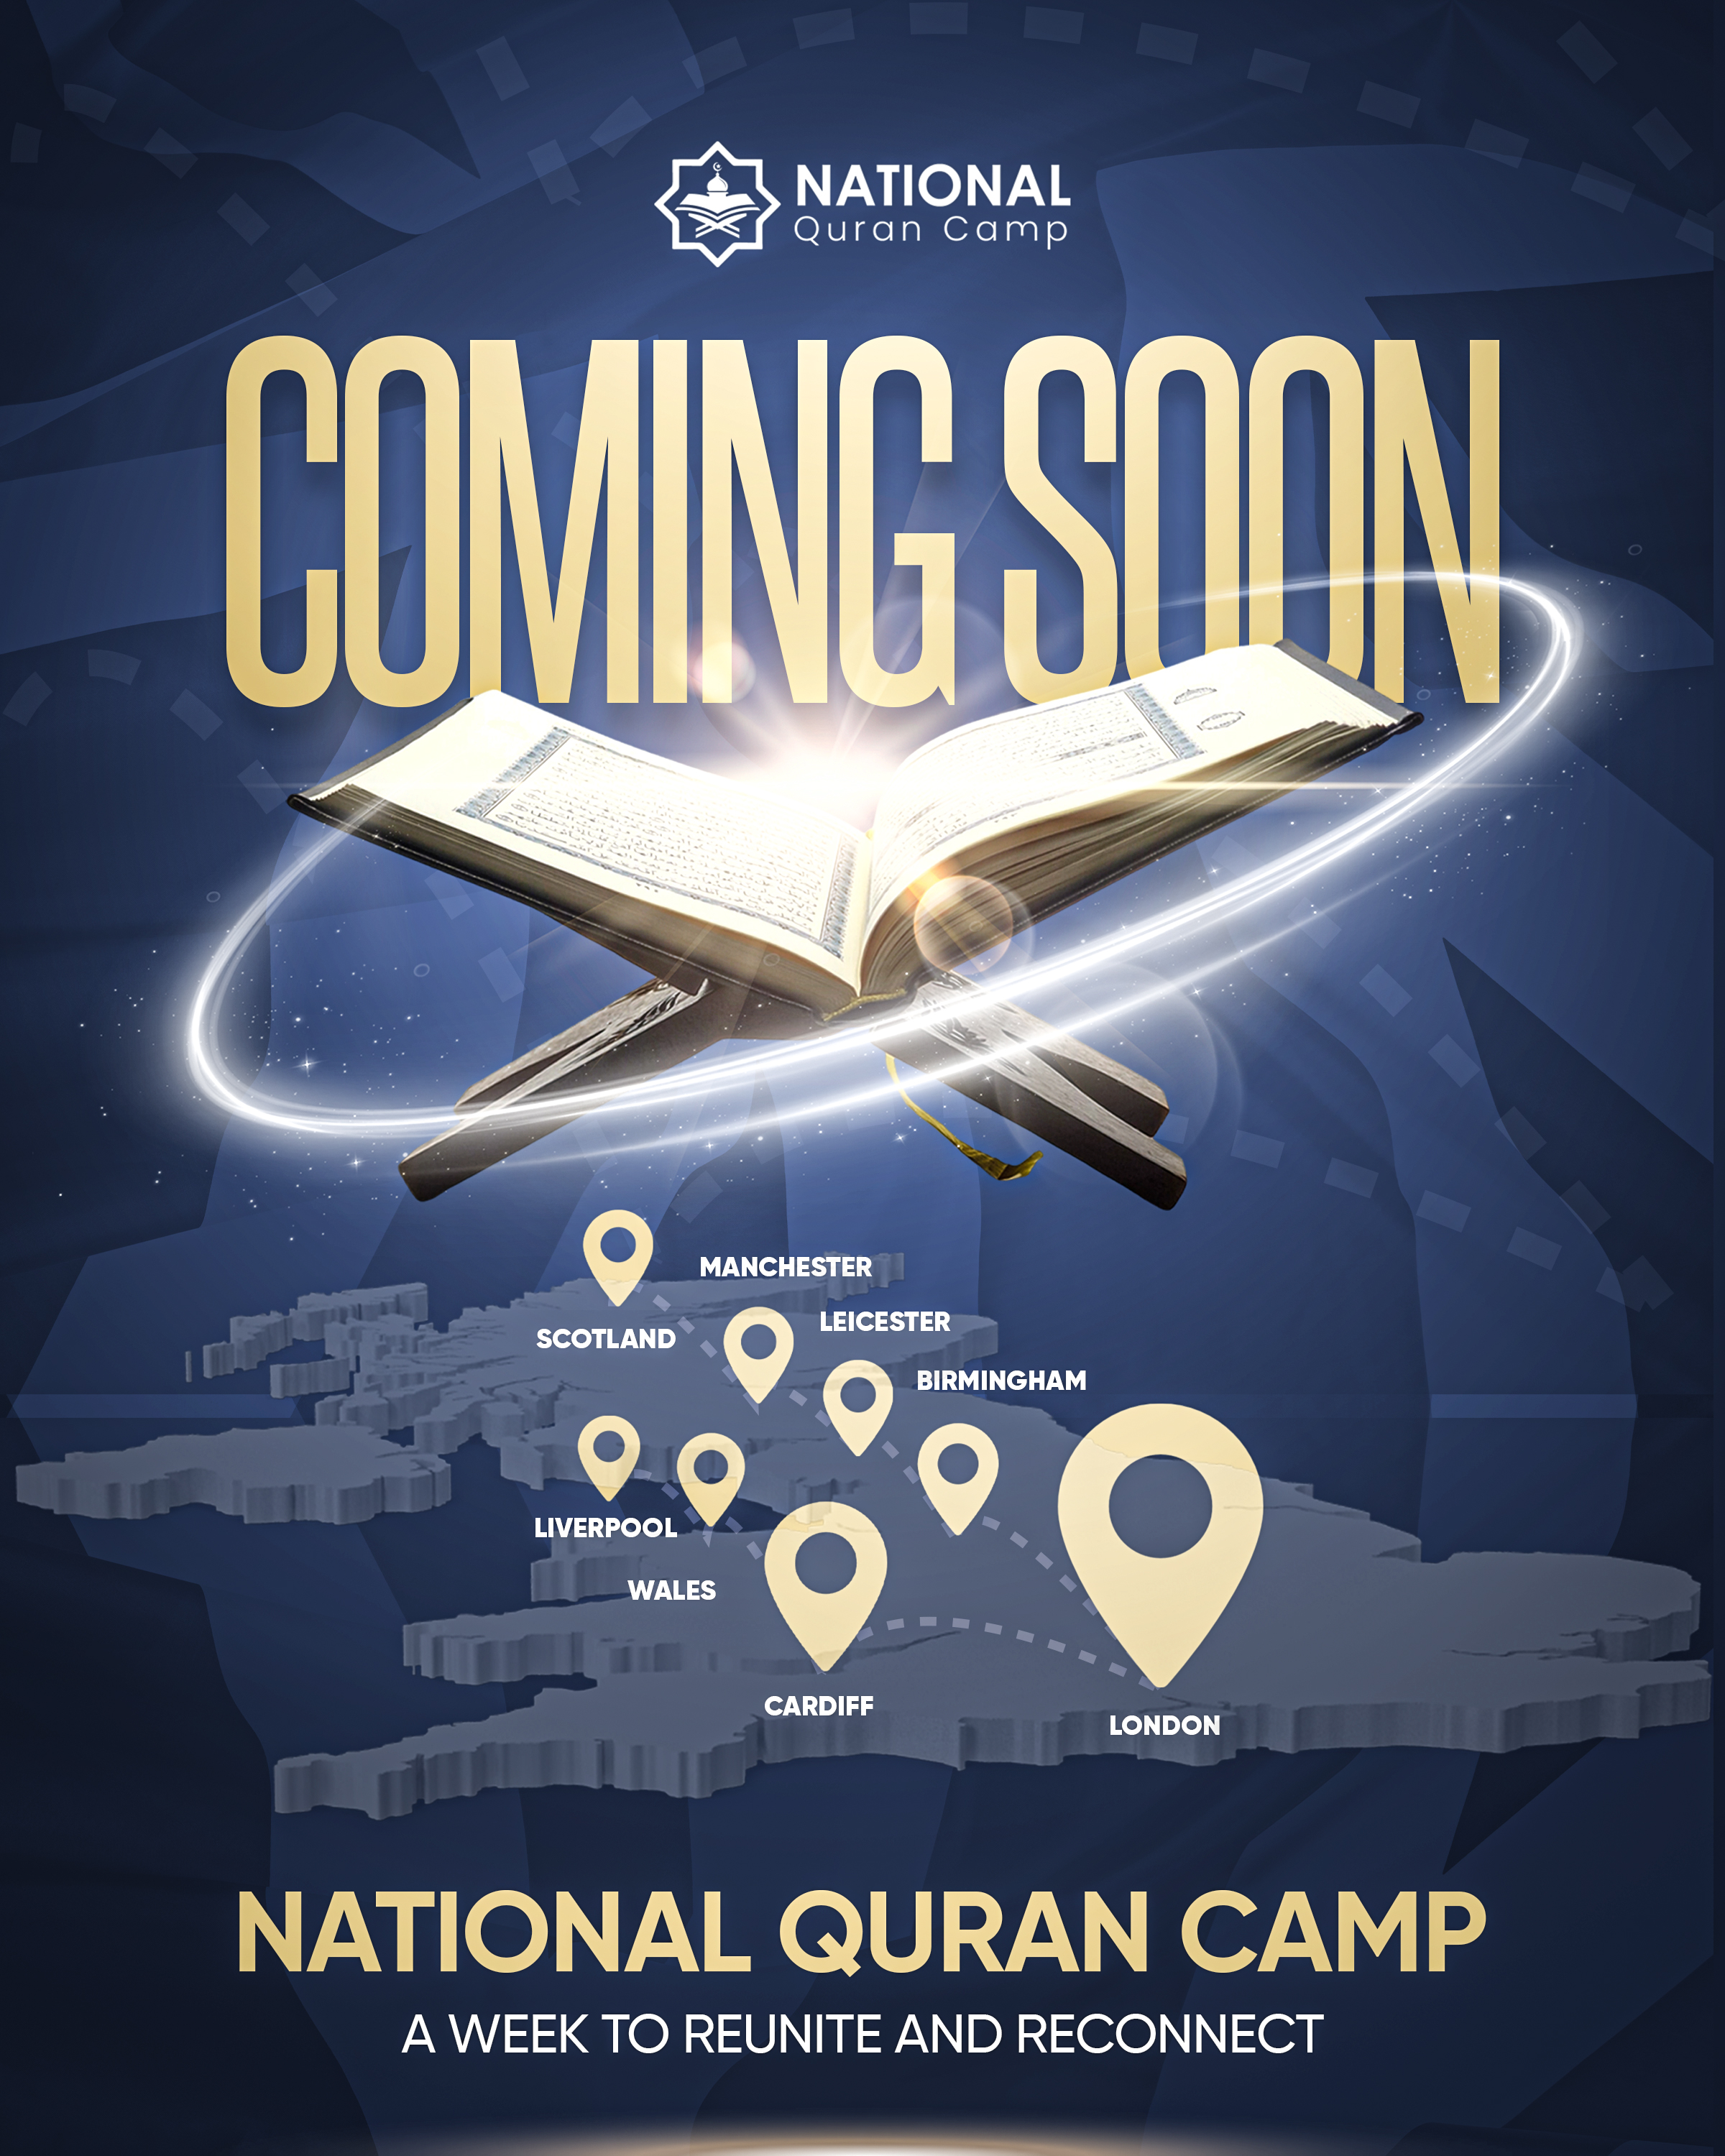 NATIONAL
Quran Camp
COMING SOON
MANCHESTER
LEICESTER
SCOTLAND
BIRMINGHAM
LIVERPOOL
WALES
CARDIFF
LONDON
NATIONAL QURAN CAMP
A WEEK TO REUNITE AND RECONNECT